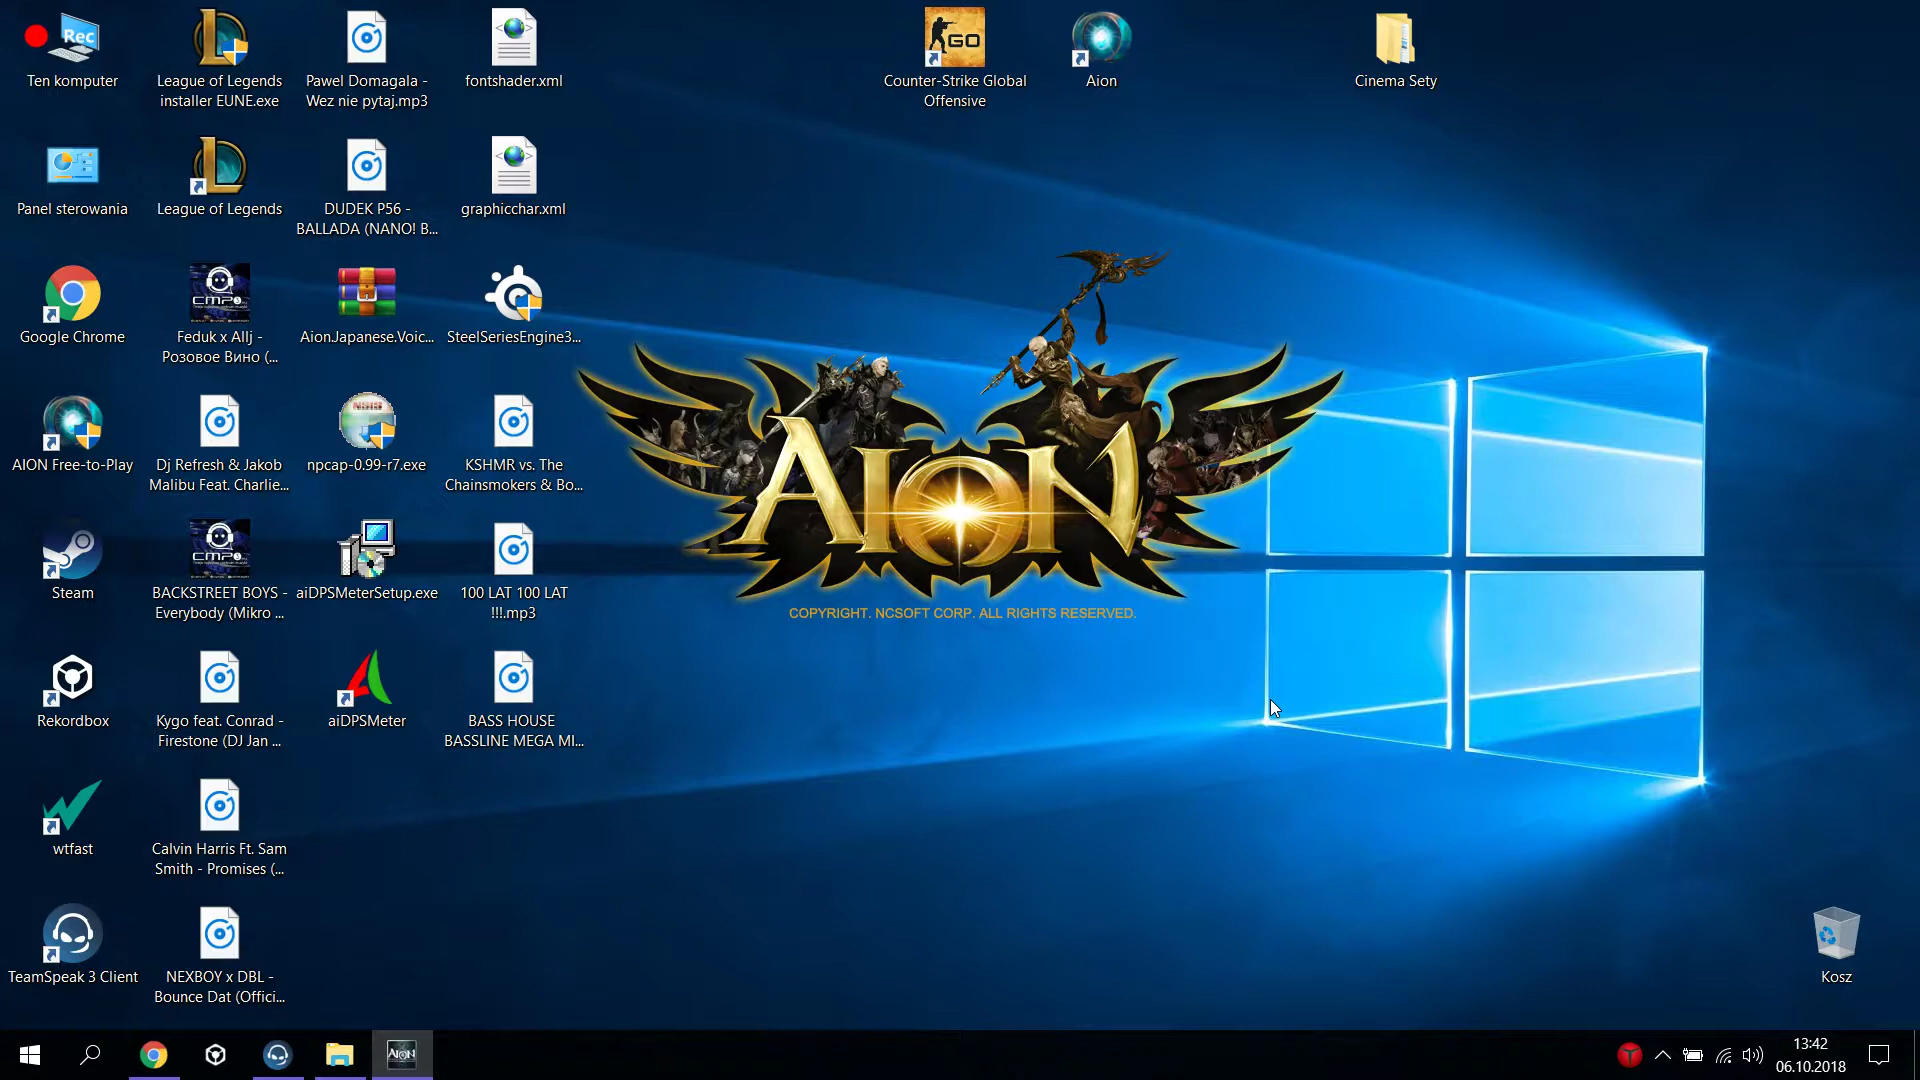 Rec
Ten komputer
League of Legends
installer EUNE.exe
Pawel Domagala -
Wez nie pytaj.mp3
fontshader.xml
GO
Counter-Strike Global
Offensive
Aion
Cinema Sety
Panel sterowania
League of Legends
DUDEK P56 -
BALLADA (NANO! B...
graphicchar.xml
Google Chrome
CMP3
Feduk x Allj -
Розовое Вино (...
AionJapanese.Voic...
SteelSeriesEngine3...
AION Free-to-Play
Dj Refresh & Jakob
Malibu Feat. Charlie...
NSIS
npcap-0.99-r7.exe
KSHMR vs. The
Chainsmokers & Bo...
AION
COPYRIGHT. NCSOFT CORP. ALL RIGHTS RESERVED.
Steam
CMP3
BACKSTREET BOYS -
Everybody (Mikro ...
aiDPSMeterSetup.exe
100 LAT 100 LAT
!!!.mp3
Rekordbox
Kygo feat. Conrad -
Firestone (DJ Jan ...
aiDPSMeter
BASS HOUSE
BASSLINE MEGA MI...
wtfast
Calvin Harris Ft. Sam
Smith - Promises (...
TeamSpeak 3 Client
NEXBOY x DBL -
Bounce Dat (Offici...
Kosz
AION
13:42
06.10.2018